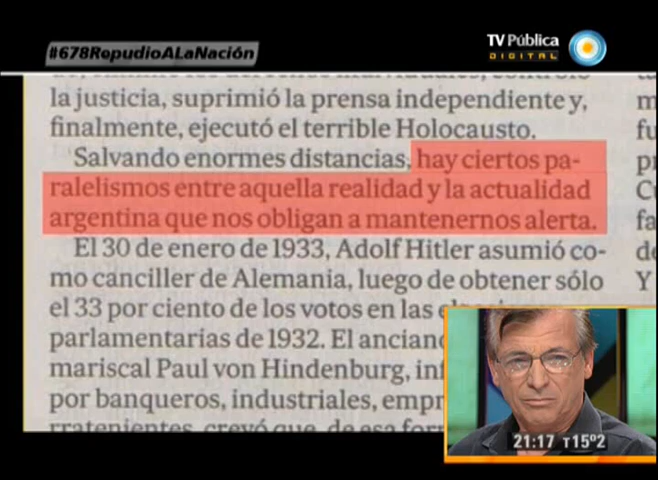 #678RepudioALaNación
TV Pública
DIGITAL
la justicia, suprimió la prensa independiente y,
finalmente, ejecutó el terrible Holocausto.
Salvando enormes distancias, hay ciertos pa-
ralelismos entre aquella realidad y la actualidad
argentina que nos obligan a mantenernos alerta.
El 30 de enero de 1933, Adolf Hitler asumió co-
mo canciller de Alemania, luego de obtener sólo
el 33 por ciento de los votos en las
parlamentarias de 1932. El
mariscal Paul von Hindenburg,
por banqueros, industriales,
21:17 T15º2